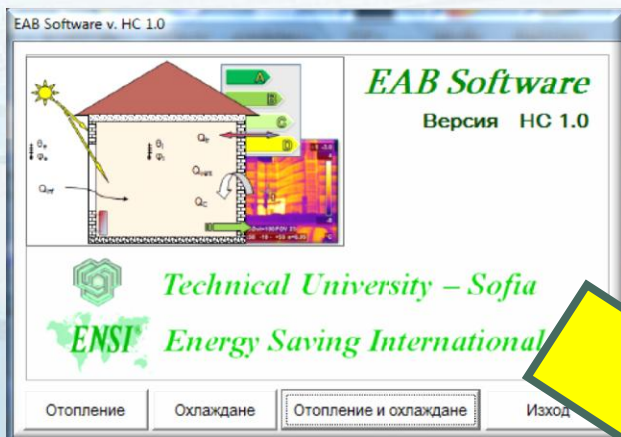 EAB Software v. HC 1.0
EAB Software
Версия HC 1.0
A
B
C
D
Technical University – Sofia
ENSI
Energy Saving International
Отопление
Охлаждане
Отопление и охлаждане
Изход